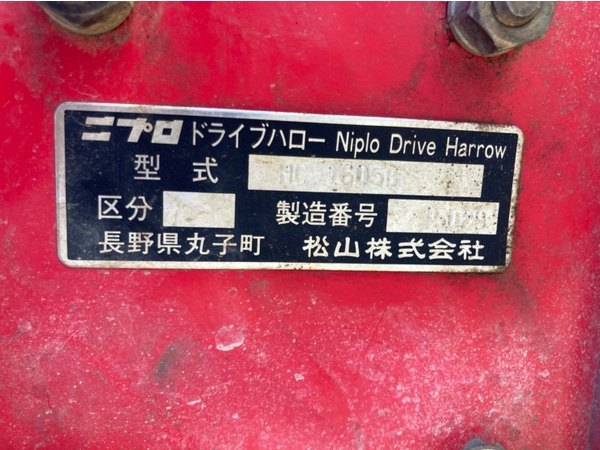 ニプロ ドライブハロー Niplo Drive Harrow
型式
区分 製造番号
長野県丸子町 松山株式会社